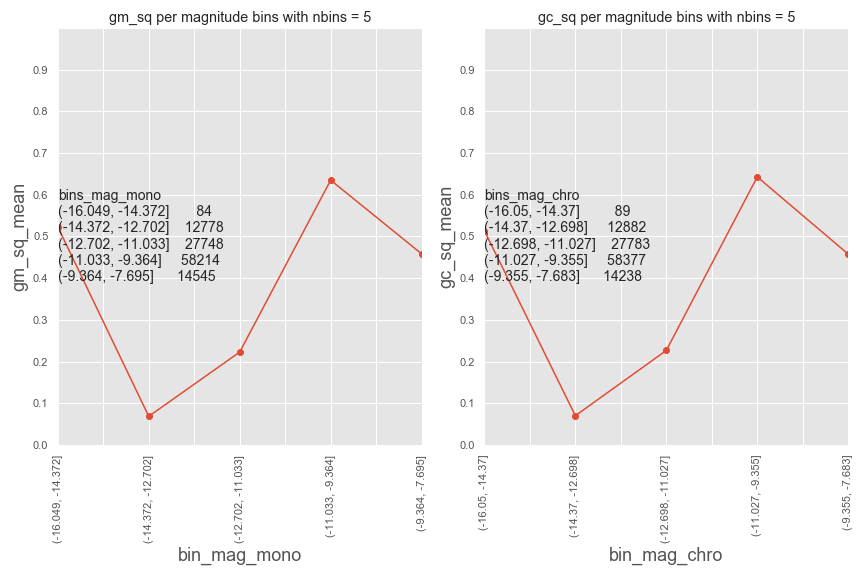 gm_sq per magnitude bins with nbins = 5
0.9
0.8
0.7
0.6
0.5
0.4
0.3
0.2
0.1
0.0
gm_sq_mean
bins_mag_mono
(-16.049, -14.372] 84
(-14.372, -12.702] 12778
(-12.702, -11.033] 27748
(-11.033, -9.364] 58214
(-9.364, -7.695] 14545
(-16.049, -14.372]
(-14.372, -12.702]
(-12.702, -11.033]
(-11.033, -9.364]
(-9.364, -7.695]
bin_mag_mono
gc_sq per magnitude bins with nbins = 5
0.9
0.8
0.7
0.6
0.5
0.4
0.3
0.2
0.1
0.0
gc_sq_mean
bins_mag_chro
(-16.05, -14.37] 89
(-14.37, -12.698] 12882
(-12.698, -11.027] 27783
(-11.027, -9.355] 58377
(-9.355, -7.683] 14238
(-16.05, -14.37]
(-14.37, -12.698]
(-12.698, -11.027]
(-11.027, -9.355]
(-9.355, -7.683]
bin_mag_chro